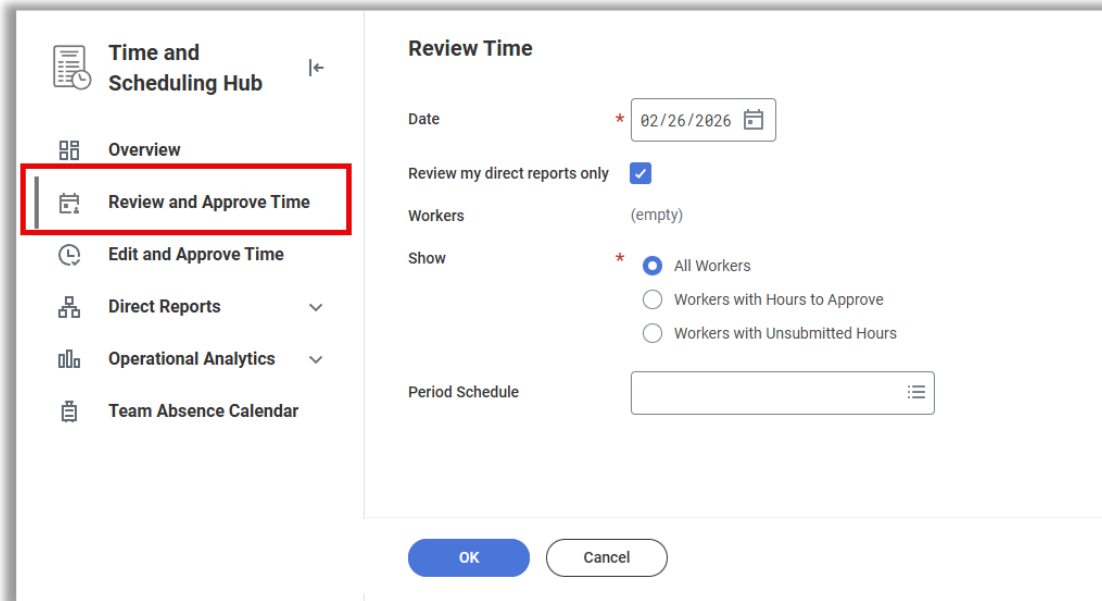 Time and
Scheduling Hub
Overview
Review and Approve Time
Edit and Approve Time
Direct Reports
Operational Analytics
Team Absence Calendar
Review Time
Date * 02/26/2026
Review my direct reports only
Workers (empty)
Show * All Workers
Workers with Hours to Approve
Workers with Unsubmitted Hours
Period Schedule
OK Cancel